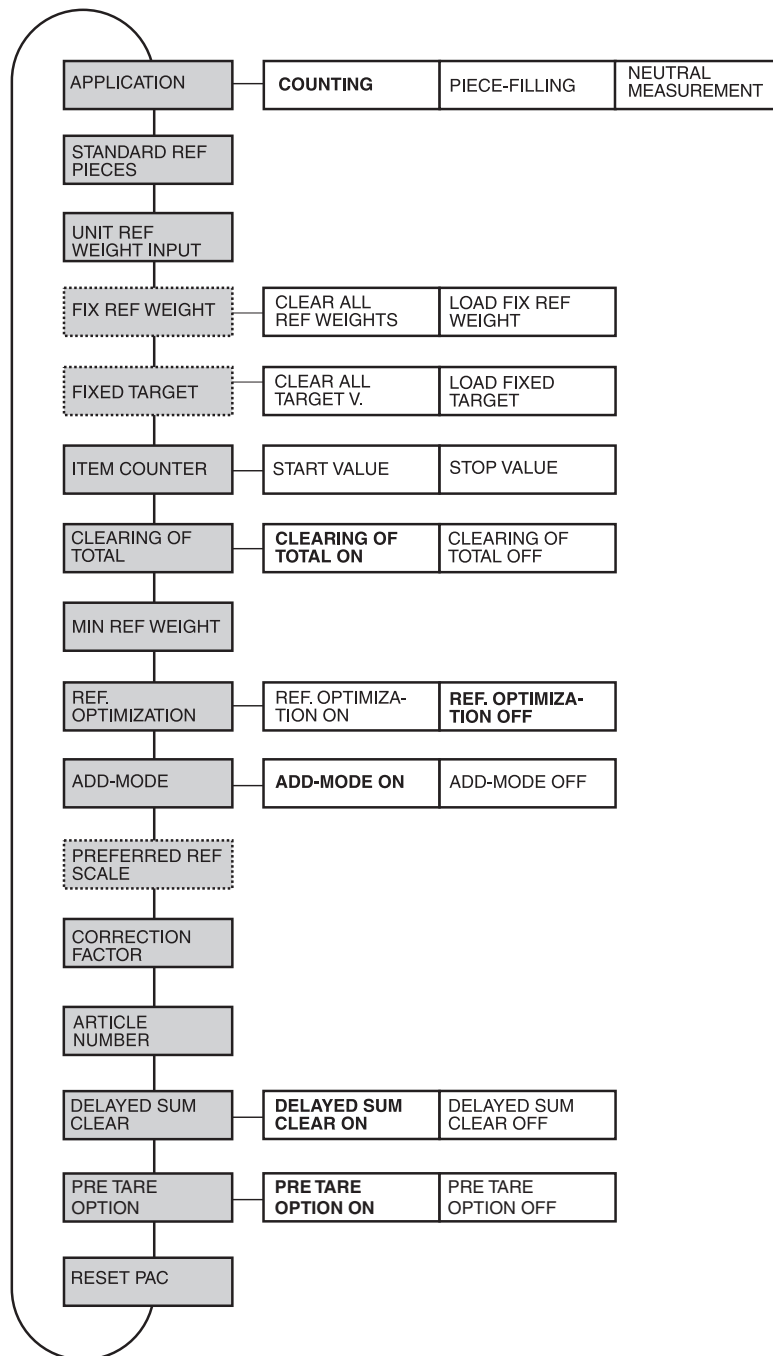 APPLICATION
COUNTING
PIECE-FILLING
NEUTRAL
MEASUREMENT
STANDARD REF
PIECES
UNIT REF
WEIGHT INPUT
FIX REF WEIGHT
CLEAR ALL
REF WEIGHTS
LOAD FIX REF
WEIGHT
FIXED TARGET
CLEAR ALL
TARGET V.
LOAD FIXED
TARGET
ITEM COUNTER
START VALUE
STOP VALUE
CLEARING OF
TOTAL
CLEARING OF
TOTAL ON
CLEARING OF
TOTAL OFF
MIN REF WEIGHT
REF.
OPTIMIZATION
REF. OPTIMIZA-
TION ON
REF. OPTIMIZA-
TION OFF
ADD-MODE
ADD-MODE ON
ADD-MODE OFF
PREFERRED REF
SCALE
CORRECTION
FACTOR
ARTICLE
NUMBER
DELAYED SUM
CLEAR
DELAYED SUM
CLEAR ON
DELAYED SUM
CLEAR OFF
PRE TARE
OPTION
PRE TARE
OPTION ON
PRE TARE
OPTION OFF
RESET PAC